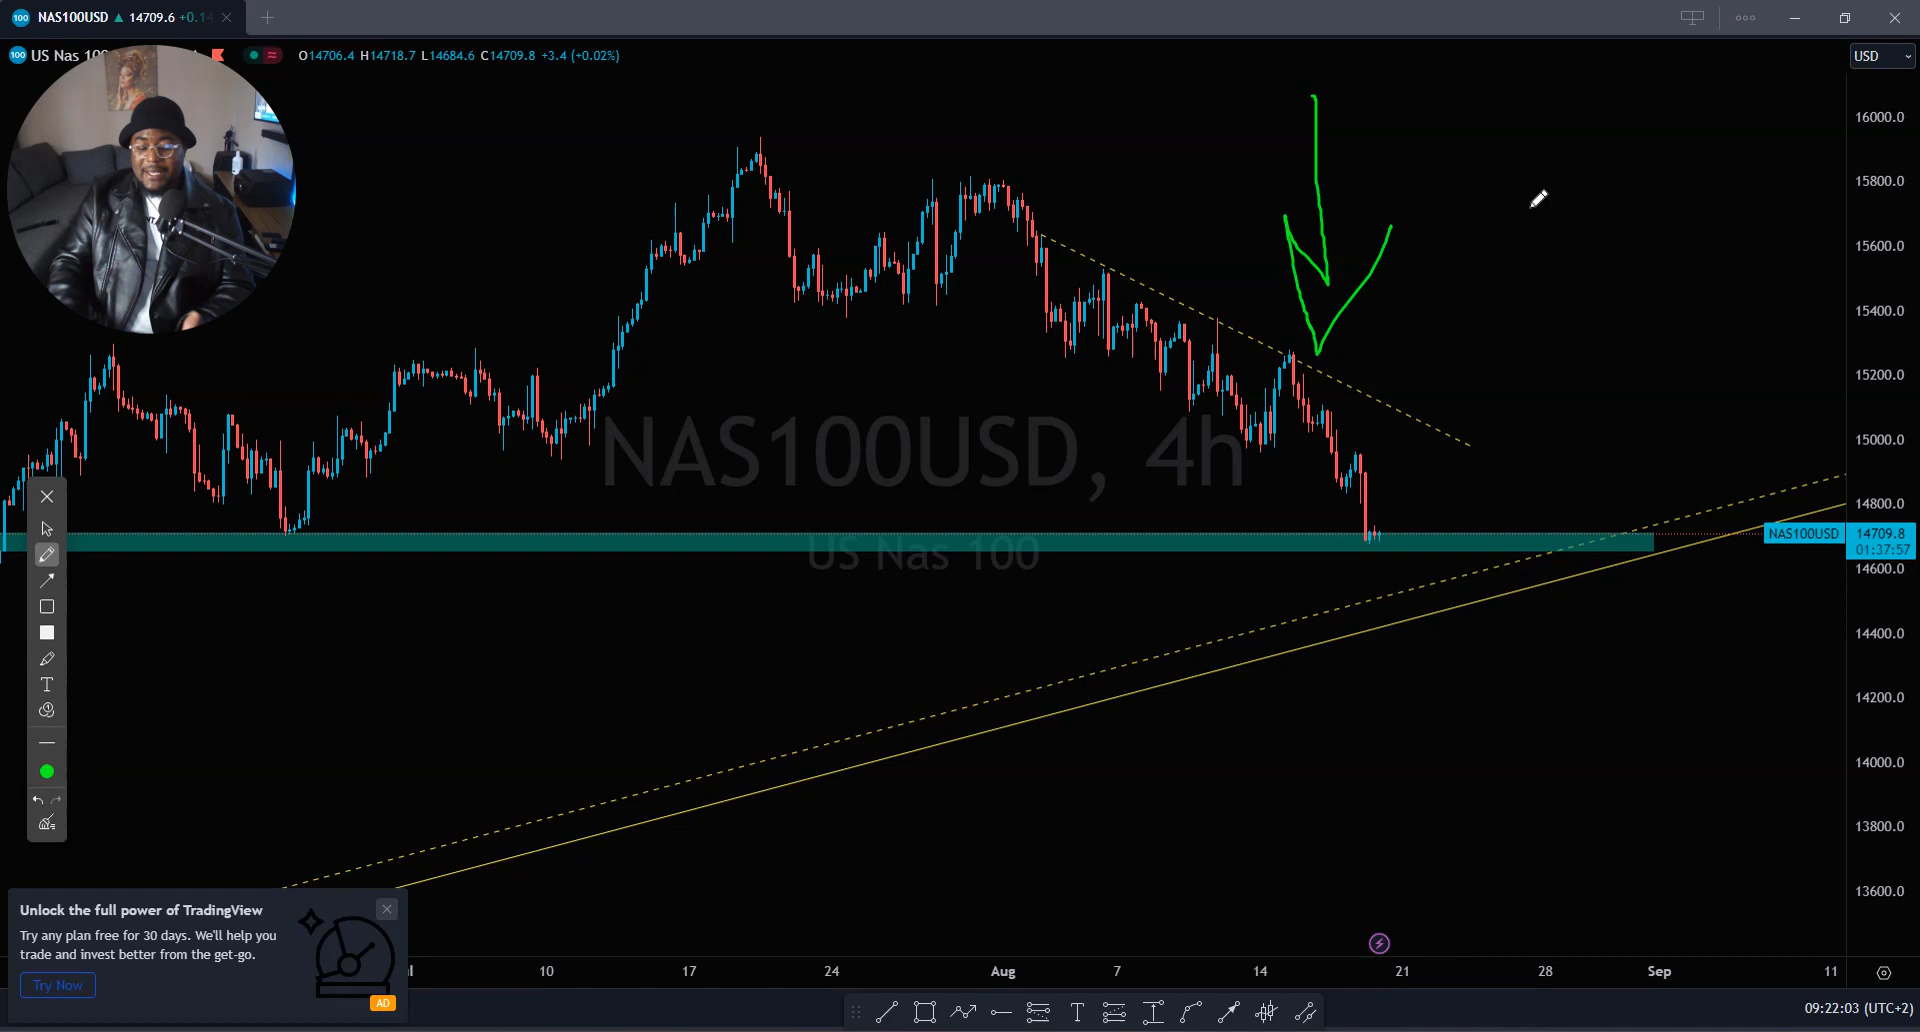 100 NAS100USD ▲ 14709.6 +0.1
100 US Nas 10
O14706.4 H14718.7 L14684.6 C14709.8 +3.4 (+0.02%)
USD
16000.0
15800.0
15600.0
15400.0
15200.0
15000.0
14800.0
NAS100USD 14709.8
01:37:57
14600.0
14400.0
14200.0
14000.0
13800.0
13600.0
NAS100USD, 4h
US Nas 100
T
Unlock the full power of TradingView
Try any plan free for 30 days. We'll help you
trade and invest better from the get-go.
Try Now
AD
10 17 24 Aug 7 14 21 28 Sep 11
T
09:22:03 (UTC+2)